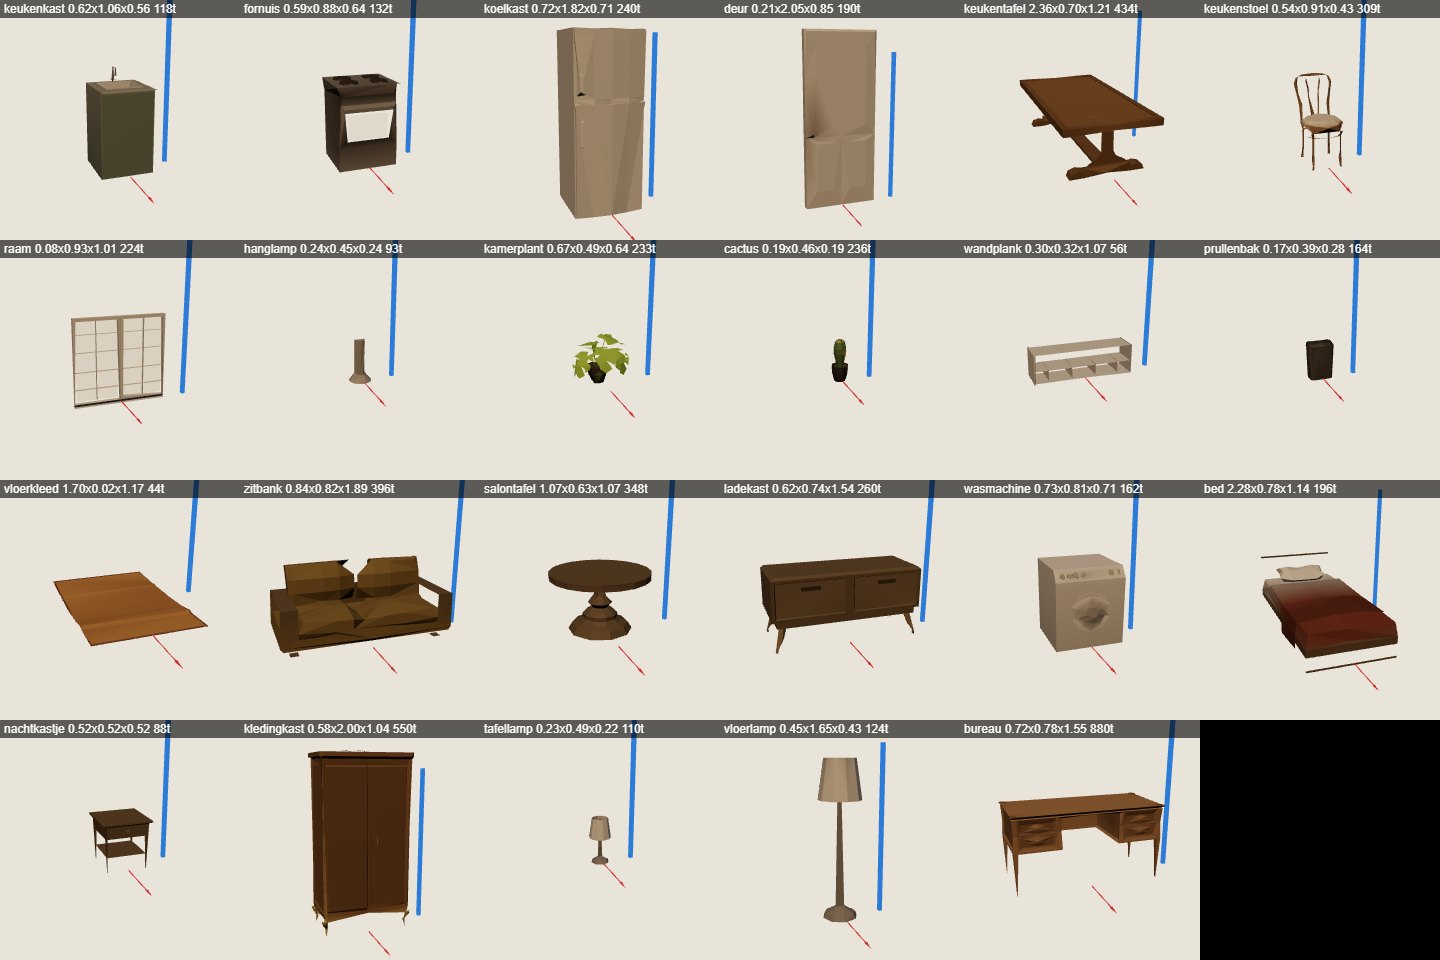 keukenkast 0.62x1.06x0.56 118t
fornuis 0.59x0.88x0.64 132t
koelkast 0.72x1.82x0.71 240t
deur 0.21x2.05x0.85 190t
keukentafel 2.36x0.70x1.21 434t
keukenstoel 0.54x0.91x0.43 309t
raam 0.08x0.93x1.01 224t
hanglamp 0.24x0.45x0.24 93t
kamerplant 0.67x0.49x0.64 233t
cactus 0.19x0.46x0.19 236t
wandplank 0.30x0.32x1.07 56t
prullenbak 0.17x0.39x0.28 164t
vloerkleed 1.70x0.02x1.17 44t
zitbank 0.84x0.82x1.89 396t
salontafel 1.07x0.63x1.07 348t
ladekast 0.62x0.74x1.54 260t
wasmachine 0.73x0.81x0.71 162t
bed 2.28x0.78x1.14 196t
nachtkastje 0.52x0.52x0.52 88t
kledingkast 0.58x2.00x1.04 550t
tafellamp 0.23x0.49x0.22 110t
vloerlamp 0.45x1.65x0.43 124t
bureau 0.72x0.78x1.55 880t